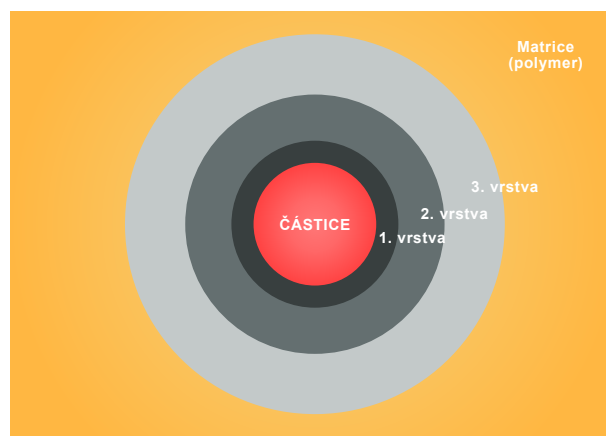 Matrice
(polymer)
3. vrstva
2. vrstva
ČÁSTICE
1. vrstva